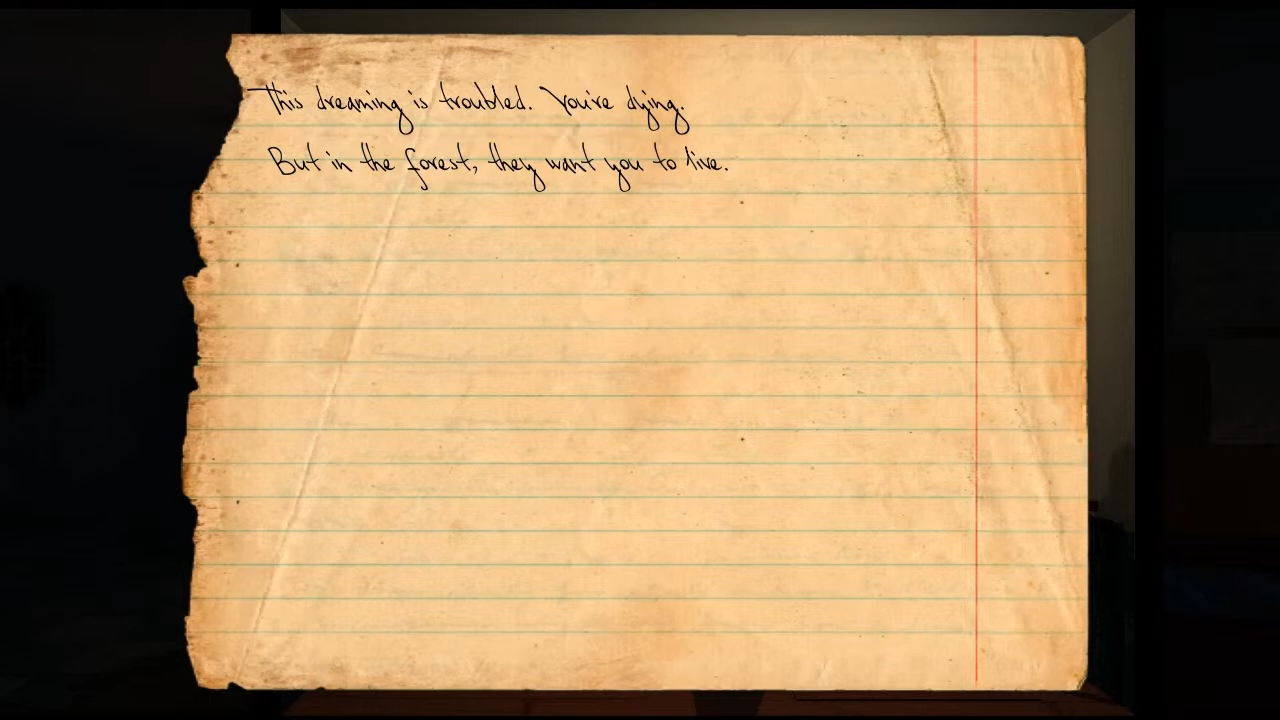 This dreaming is troubled. You're dying.
But in the forest, they want you to live.